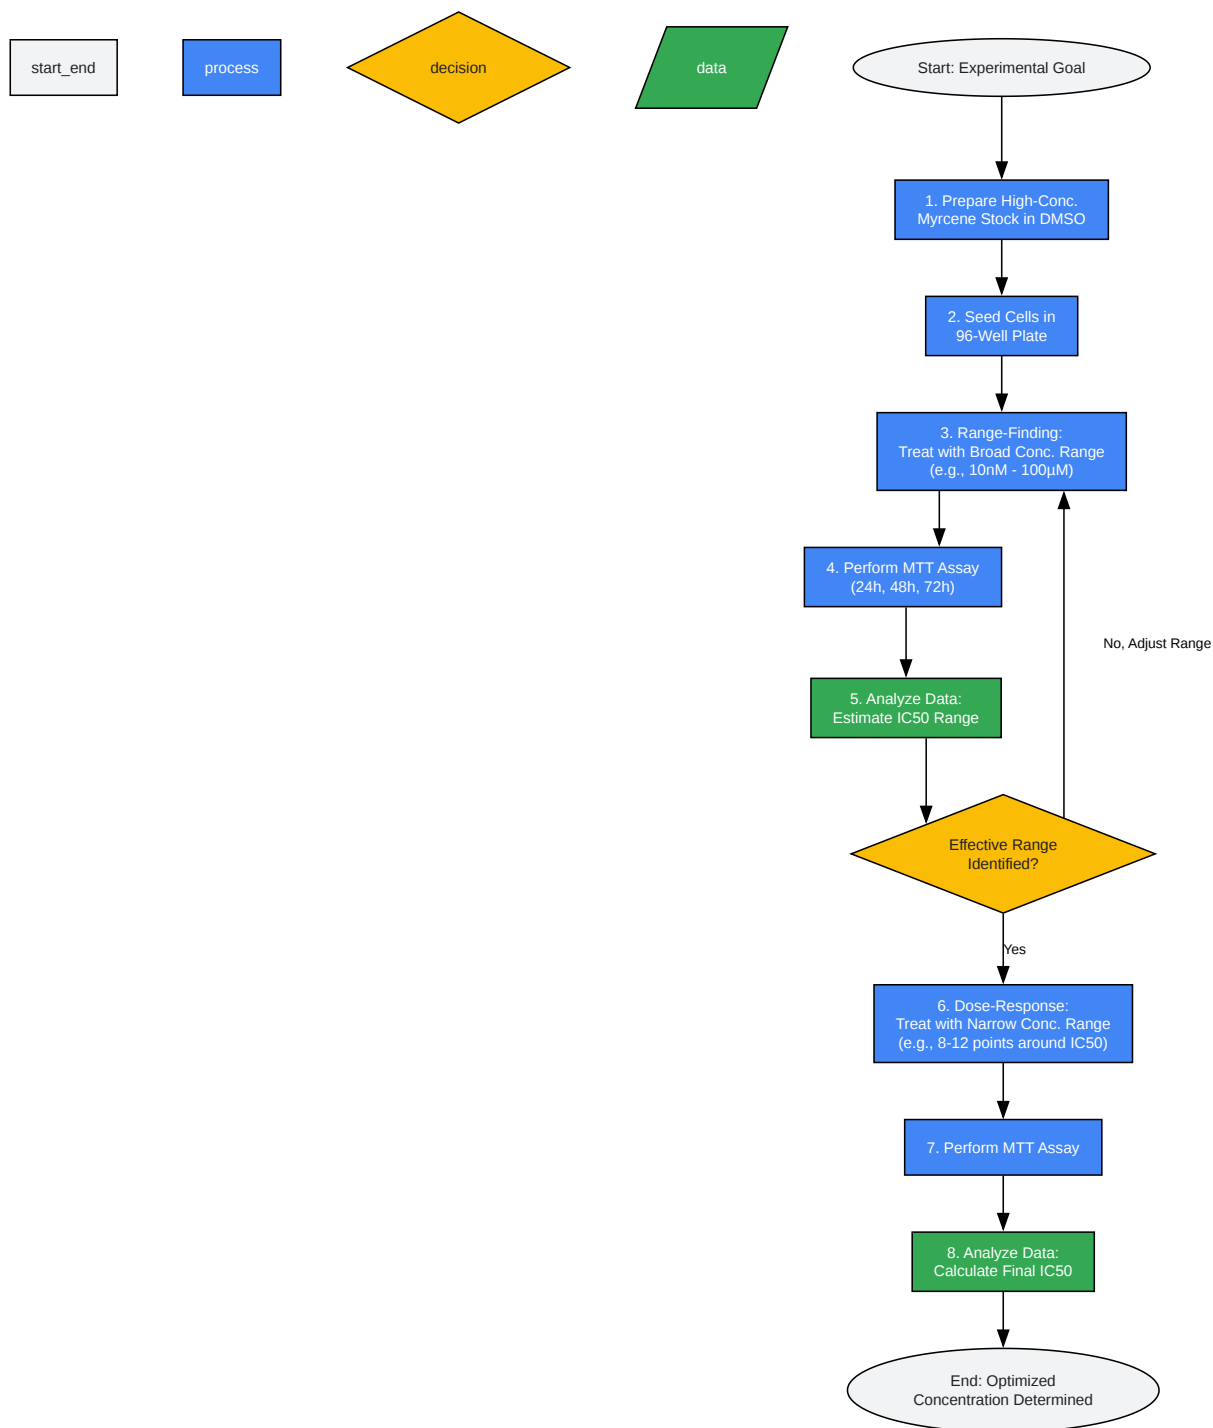 start_end
process
decision
data
Start: Experimental Goal
1. Prepare High-Conc.
Myrcene Stock in DMSO
2. Seed Cells in
96-Well Plate
3. Range-Finding:
Treat with Broad Conc. Range
(e.g., 10nM - 100µM)
4. Perform MTT Assay
(24h, 48h, 72h)
No, Adjust Range
5. Analyze Data:
Estimate IC50 Range
Effective Range
Identified?
Yes
6. Dose-Response:
Treat with Narrow Conc. Range
(e.g., 8-12 points around IC50)
7. Perform MTT Assay
8. Analyze Data:
Calculate Final IC50
End: Optimized
Concentration Determined